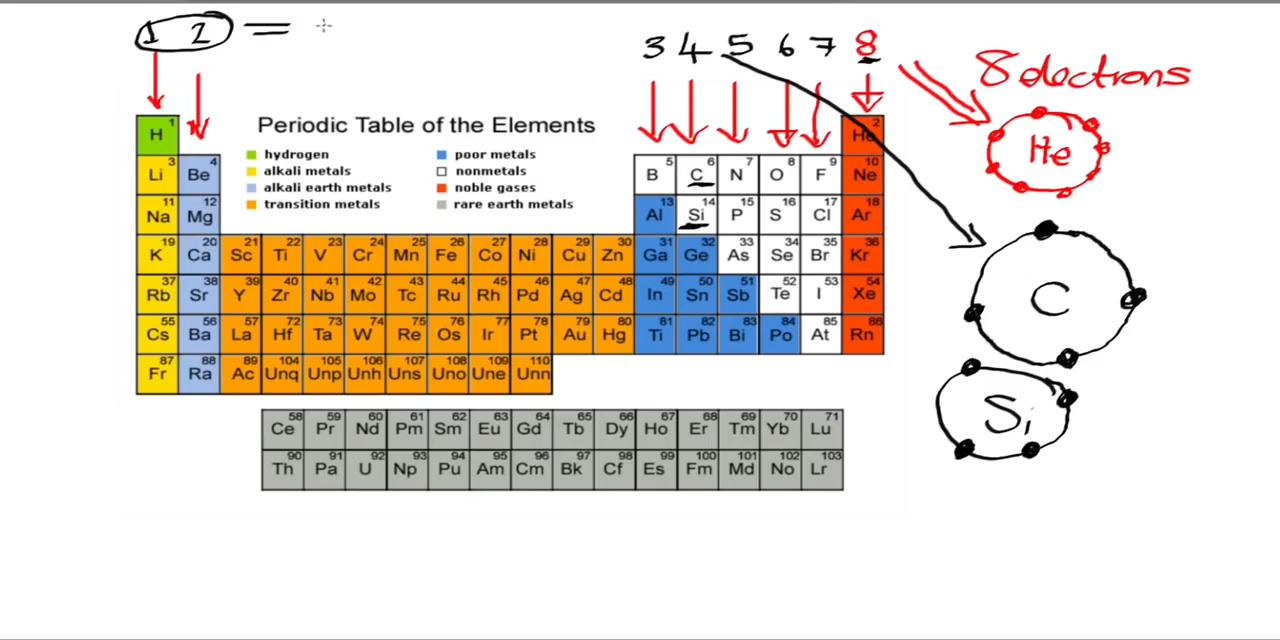 1 2 =
3 4 5 6 7 8
8 electrons
He
Periodic Table of the Elements
hydrogen
alkali metals
alkali earth metals
transition metals
poor metals
nonmetals
noble gases
rare earth metals
H 1 He 2
Li 3 Be 4 B 5 C 6 N 7 O 8 F 9 Ne 10
Na 11 Mg 12 Al 13 Si 14 P 15 S 16 Cl 17 Ar 18
K 19 Ca 20 Sc 21 Ti 22 V 23 Cr 24 Mn 25 Fe 26 Co 27 Ni 28 Cu 29 Zn 30 Ga 31 Ge 32 As 33 Se 34 Br 35 Kr 36
Rb 37 Sr 38 Y 39 Zr 40 Nb 41 Mo 42 Tc 43 Ru 44 Rh 45 Pd 46 Ag 47 Cd 48 In 49 Sn 50 Sb 51 Te 52 I 53 Xe 54
Cs 55 Ba 56 La 57 Hf 72 Ta 73 W 74 Re 75 Os 76 Ir 77 Pt 78 Au 79 Hg 80 Ti 81 Pb 82 Bi 83 Po 84 At 85 Rn 86
Fr 87 Ra 88 Ac 89 Unq 104 Unp 105 Unh 106 Uns 107 Uno 108 Une 109 Unn 110
Ce 58 Pr 59 Nd 60 Pm 61 Sm 62 Eu 63 Gd 64 Tb 65 Dy 66 Ho 67 Er 68 Tm 69 Yb 70 Lu 71
Th 90 Pa 91 U 92 Np 93 Pu 94 Am 95 Cm 96 Bk 97 Cf 98 Es 99 Fm 100 Md 101 No 102 Lr 103
C
Si